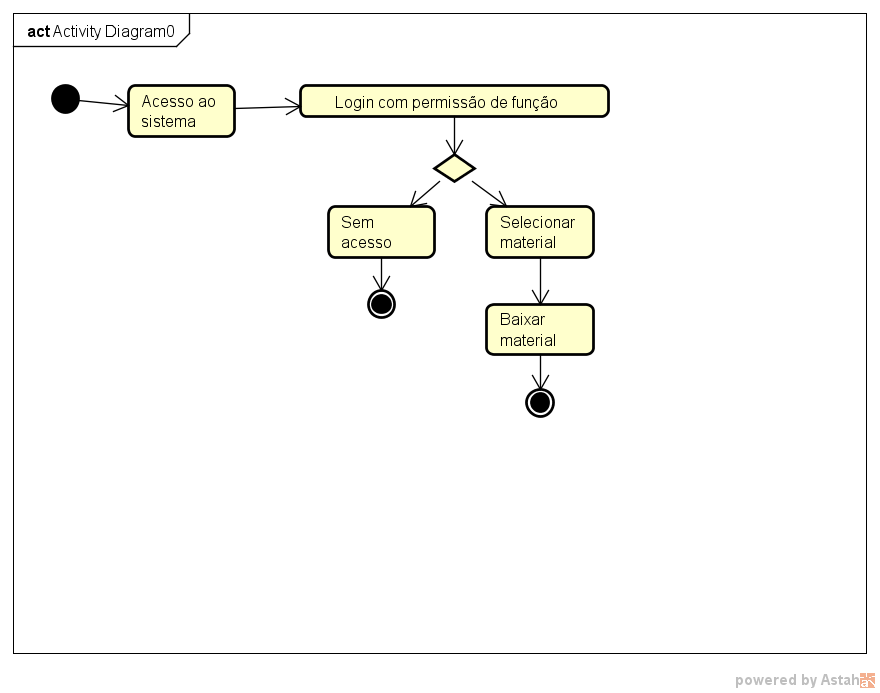 act Activity Diagram0
Acesso ao
sistema
Login com permissão de função
Sem
acesso
Selecionar
material
Baixar
material
powered by Astah